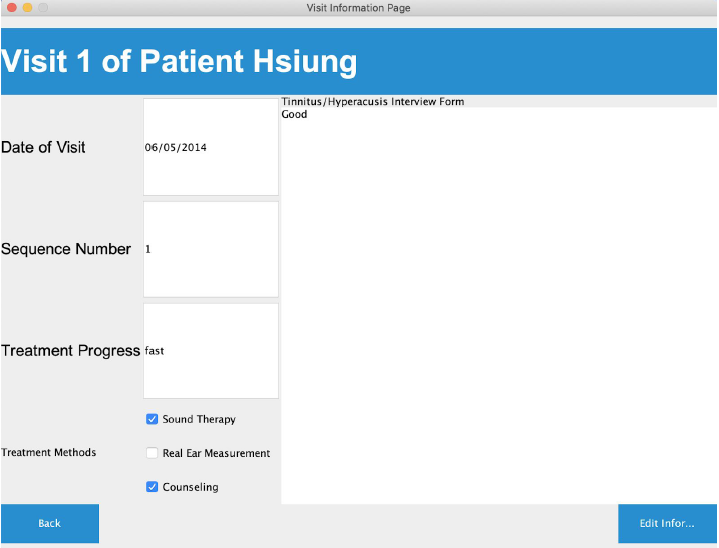 Visit Information Page
Visit 1 of Patient Hsiung
Date of Visit
06/05/2014
Sequence Number
1
Treatment Progress
fast
Treatment Methods
Sound Therapy
Real Ear Measurement
Counseling
Tinnitus/Hyperacusis Interview Form
Good
Back
Edit Infor...